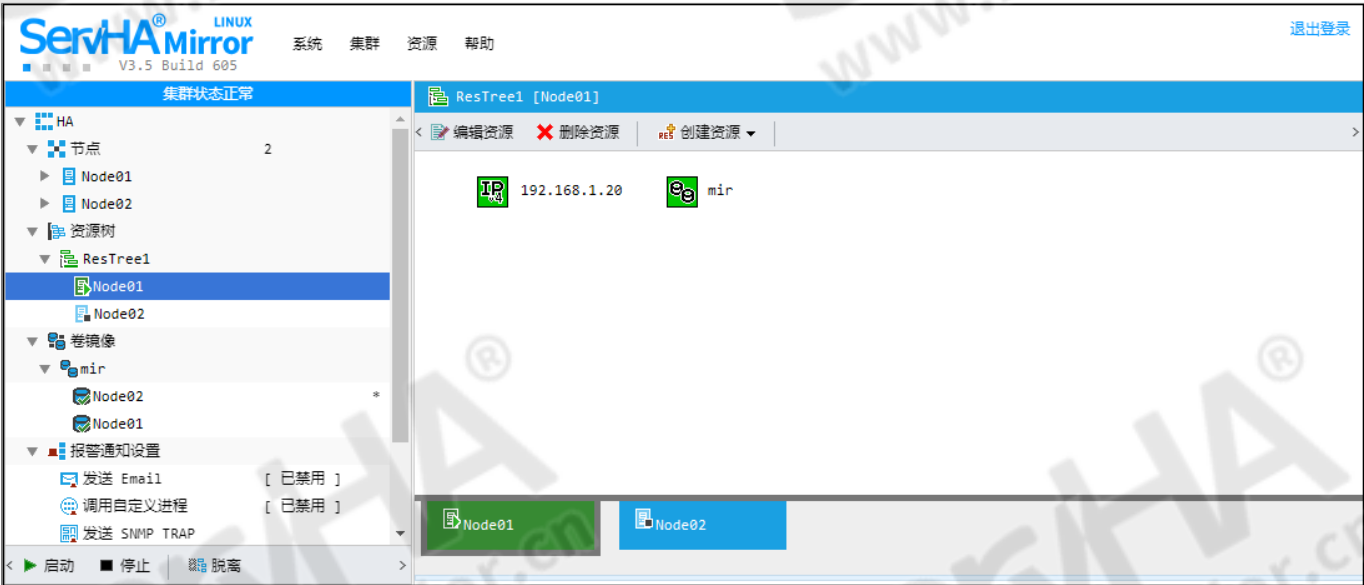 ServHA® LINUX
Mirror
V3.5 Build 605
系统 集群 资源 帮助
退出登录
集群状态正常
ResTree1 [Node01]
HA
编辑资源 删除资源 RES 创建资源
节点 2
Node01
IP v4 192.168.1.20 mir
Node02
资源树
ResTree1
Node01
Node02
卷镜像
mir
Node02 *
Node01
报警通知设置
发送 Email [ 已禁用 ]
调用自定义进程 [ 已禁用 ]
发送 SNMP TRAP
Node01 Node02
启动 停止 脱离